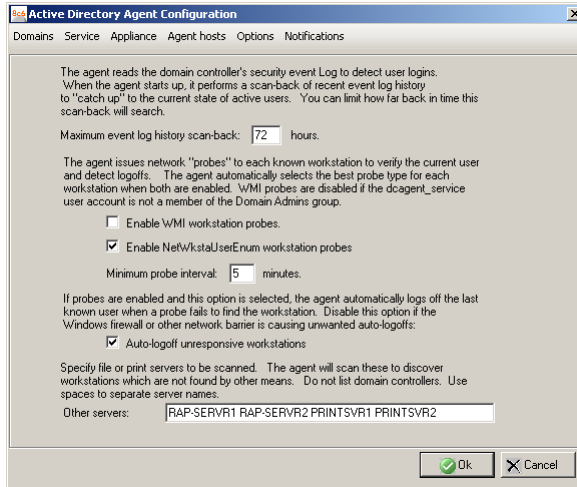 8c6 Active Directory Agent Configuration
Domains Service Appliance Agent hosts Options Notifications
The agent reads the domain controller's security event Log to detect user logins.
When the agent starts up, it performs a scan-back of recent event log history
to "catch up" to the current state of active users. You can limit how far back in time this
scan-back will search.
Maximum event log history scan-back: 72 hours.
The agent issues network "probes" to each known workstation to verify the current user
and detect logoffs. The agent automatically selects the best probe type for each
workstation when both are enabled. WMI probes are disabled if the dcagent_service
user account is not a member of the Domain Admins group.
Enable WMI workstation probes.
Enable NetWkstaUserEnum workstation probes
Minimum probe interval: 5 minutes.
If probes are enabled and this option is selected, the agent automatically logs off the last
known user when a probe fails to find the workstation. Disable this option if the
Windows firewall or other network barrier is causing unwanted auto-logoffs:
Auto-logoff unresponsive workstations
Specify file or print servers to be scanned. The agent will scan these to discover
workstations which are not found by other means. Do not list domain controllers. Use
spaces to separate server names.
Other servers: RAP-SERVR1 RAP-SERVR2 PRINTSVR1 PRINTSVR2
Ok Cancel